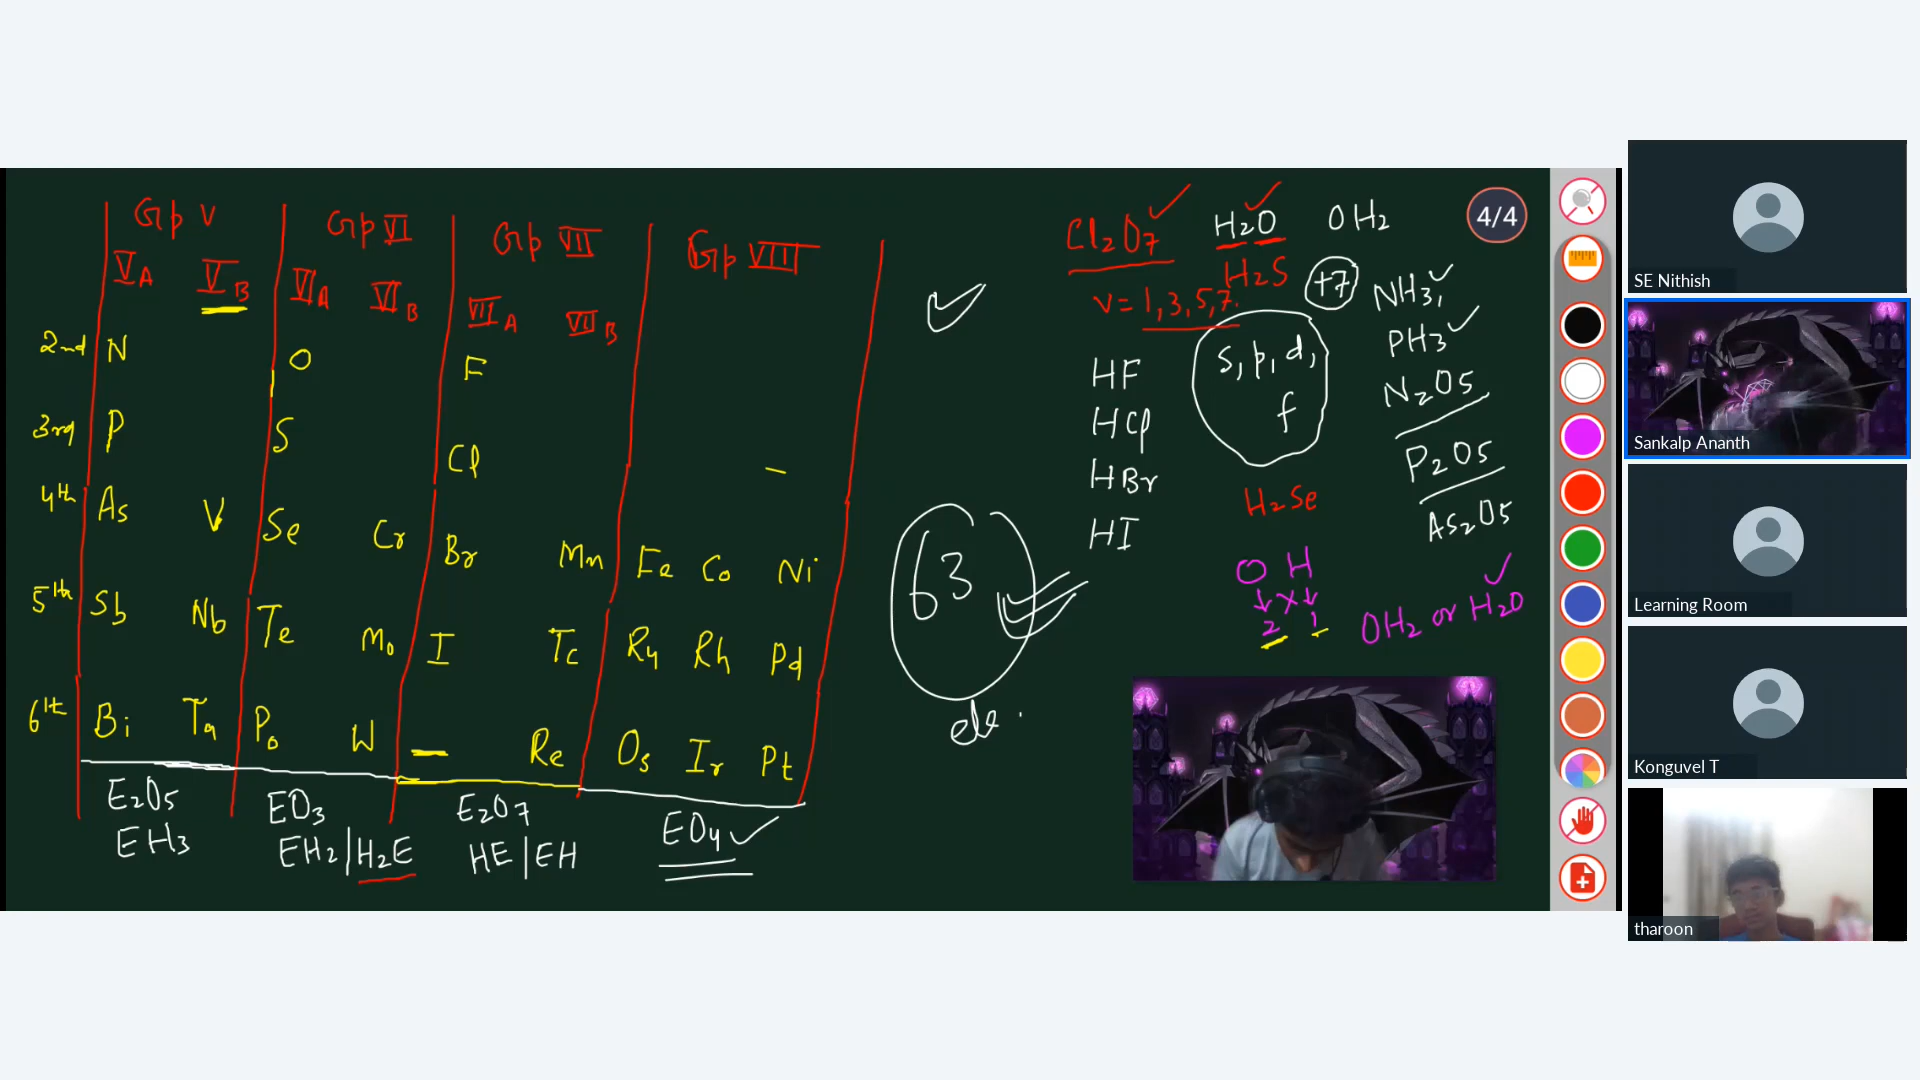 Gp V Gp VI Gp VII Gp VIII
VA VB VIA VIB VIIA VIIB
2nd N O F
3rd P S Cl –
4th As V Se Cr Br Mn Fe Co Ni
5th Sb Nb Te Mo I Tc Ru Rh Pd
6th Bi Ta Po W — Re Os Ir Pt
E2O5 EO3 E2O7 EO4
EH3 EH2/H2E HE/EH
63
ele.
Cl2O7 H2O OH2
H2S
v = 1,3,5,7.
+7
NH3,
PH3
N2O5
P2O5
As2O5
HF
HCl
HBr
HI
s, p, d,
f
H2Se
O H
2 1
OH2 or H2O
4/4
SE Nithish
Sankalp Ananth
Learning Room
Konguvel T
tharoon